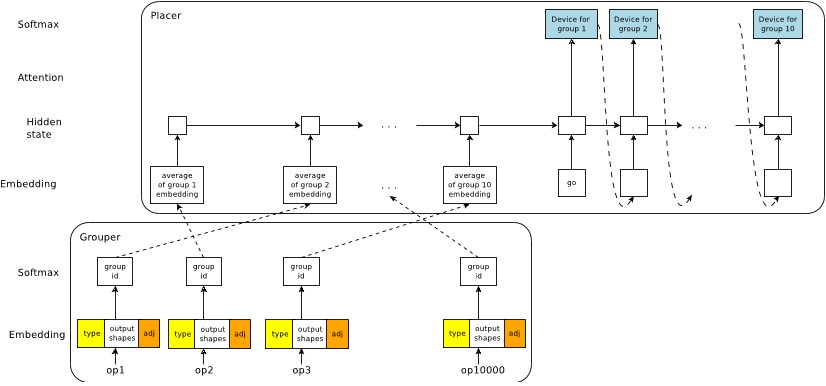 Placer
Softmax
Device for
group 1
Device for
group 2
Device for
group 10
Attention
Hidden
state
. . .
. . .
Embedding
average
of group 1
embedding
average
of group 2
embedding
. . .
average
of group 10
embedding
go
Grouper
Softmax
group
id
group
id
group
id
group
id
Embedding
type
output
shapes
adj
type
output
shapes
adj
type
output
shapes
adj
type
output
shapes
adj
op1
op2
op3
op10000